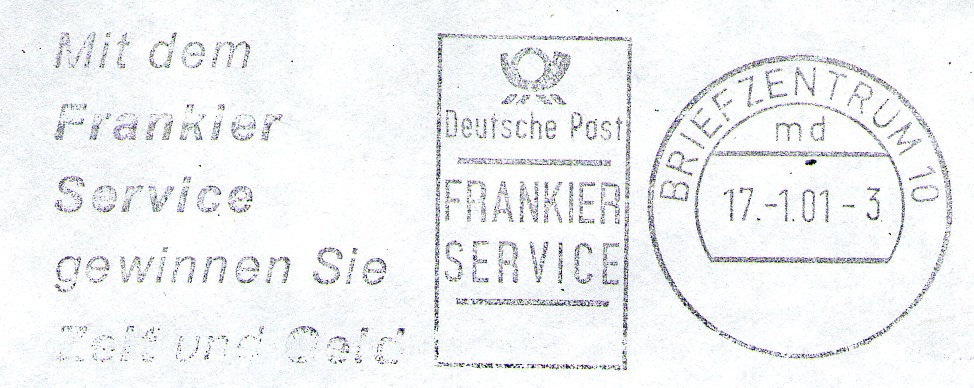 Mit dem
Frankier
Service
gewinnen Sie
Zeit und Geld
Deutsche Post
FRANKIER
SERVICE
BRIEFZENTRUM 10
md
17.-1.01-3